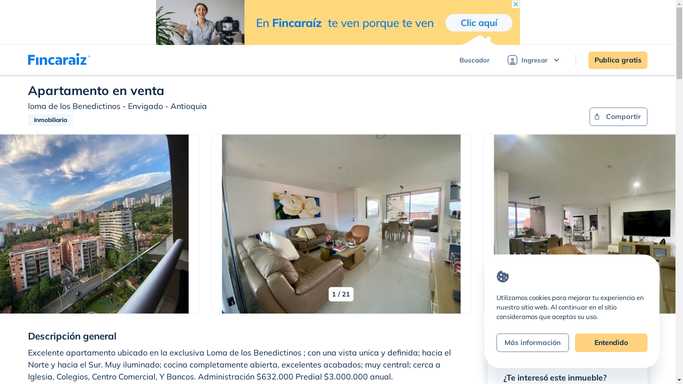 En Fincaraíz te ven porque te ven
Clic aquí
Fincaraiz
Buscador
Ingresar
Publica gratis
Apartamento en venta
loma de los Benedictinos - Envigado - Antioquia
Inmobiliaria
Compartir
1 / 21
Utilizamos cookies para mejorar tu experiencia en
nuestro sitio web. Al continuar en el sitio
consideramos que aceptas su uso.
Más información
Entendido
Descripción general
Excelente apartamento ubicado en la exclusiva Loma de los Benedictinos ; con una vista unica y definida; hacia el
Norte y hacia el Sur. Muy iluminado; cocina completamente abierta, excelentes acabados; muy central; cerca a
Iglesia, Colegios, Centro Comercial, Y Bancos. Administración $632.000 Predial $3.000.000 anual.
¿Te interesó este inmueble?